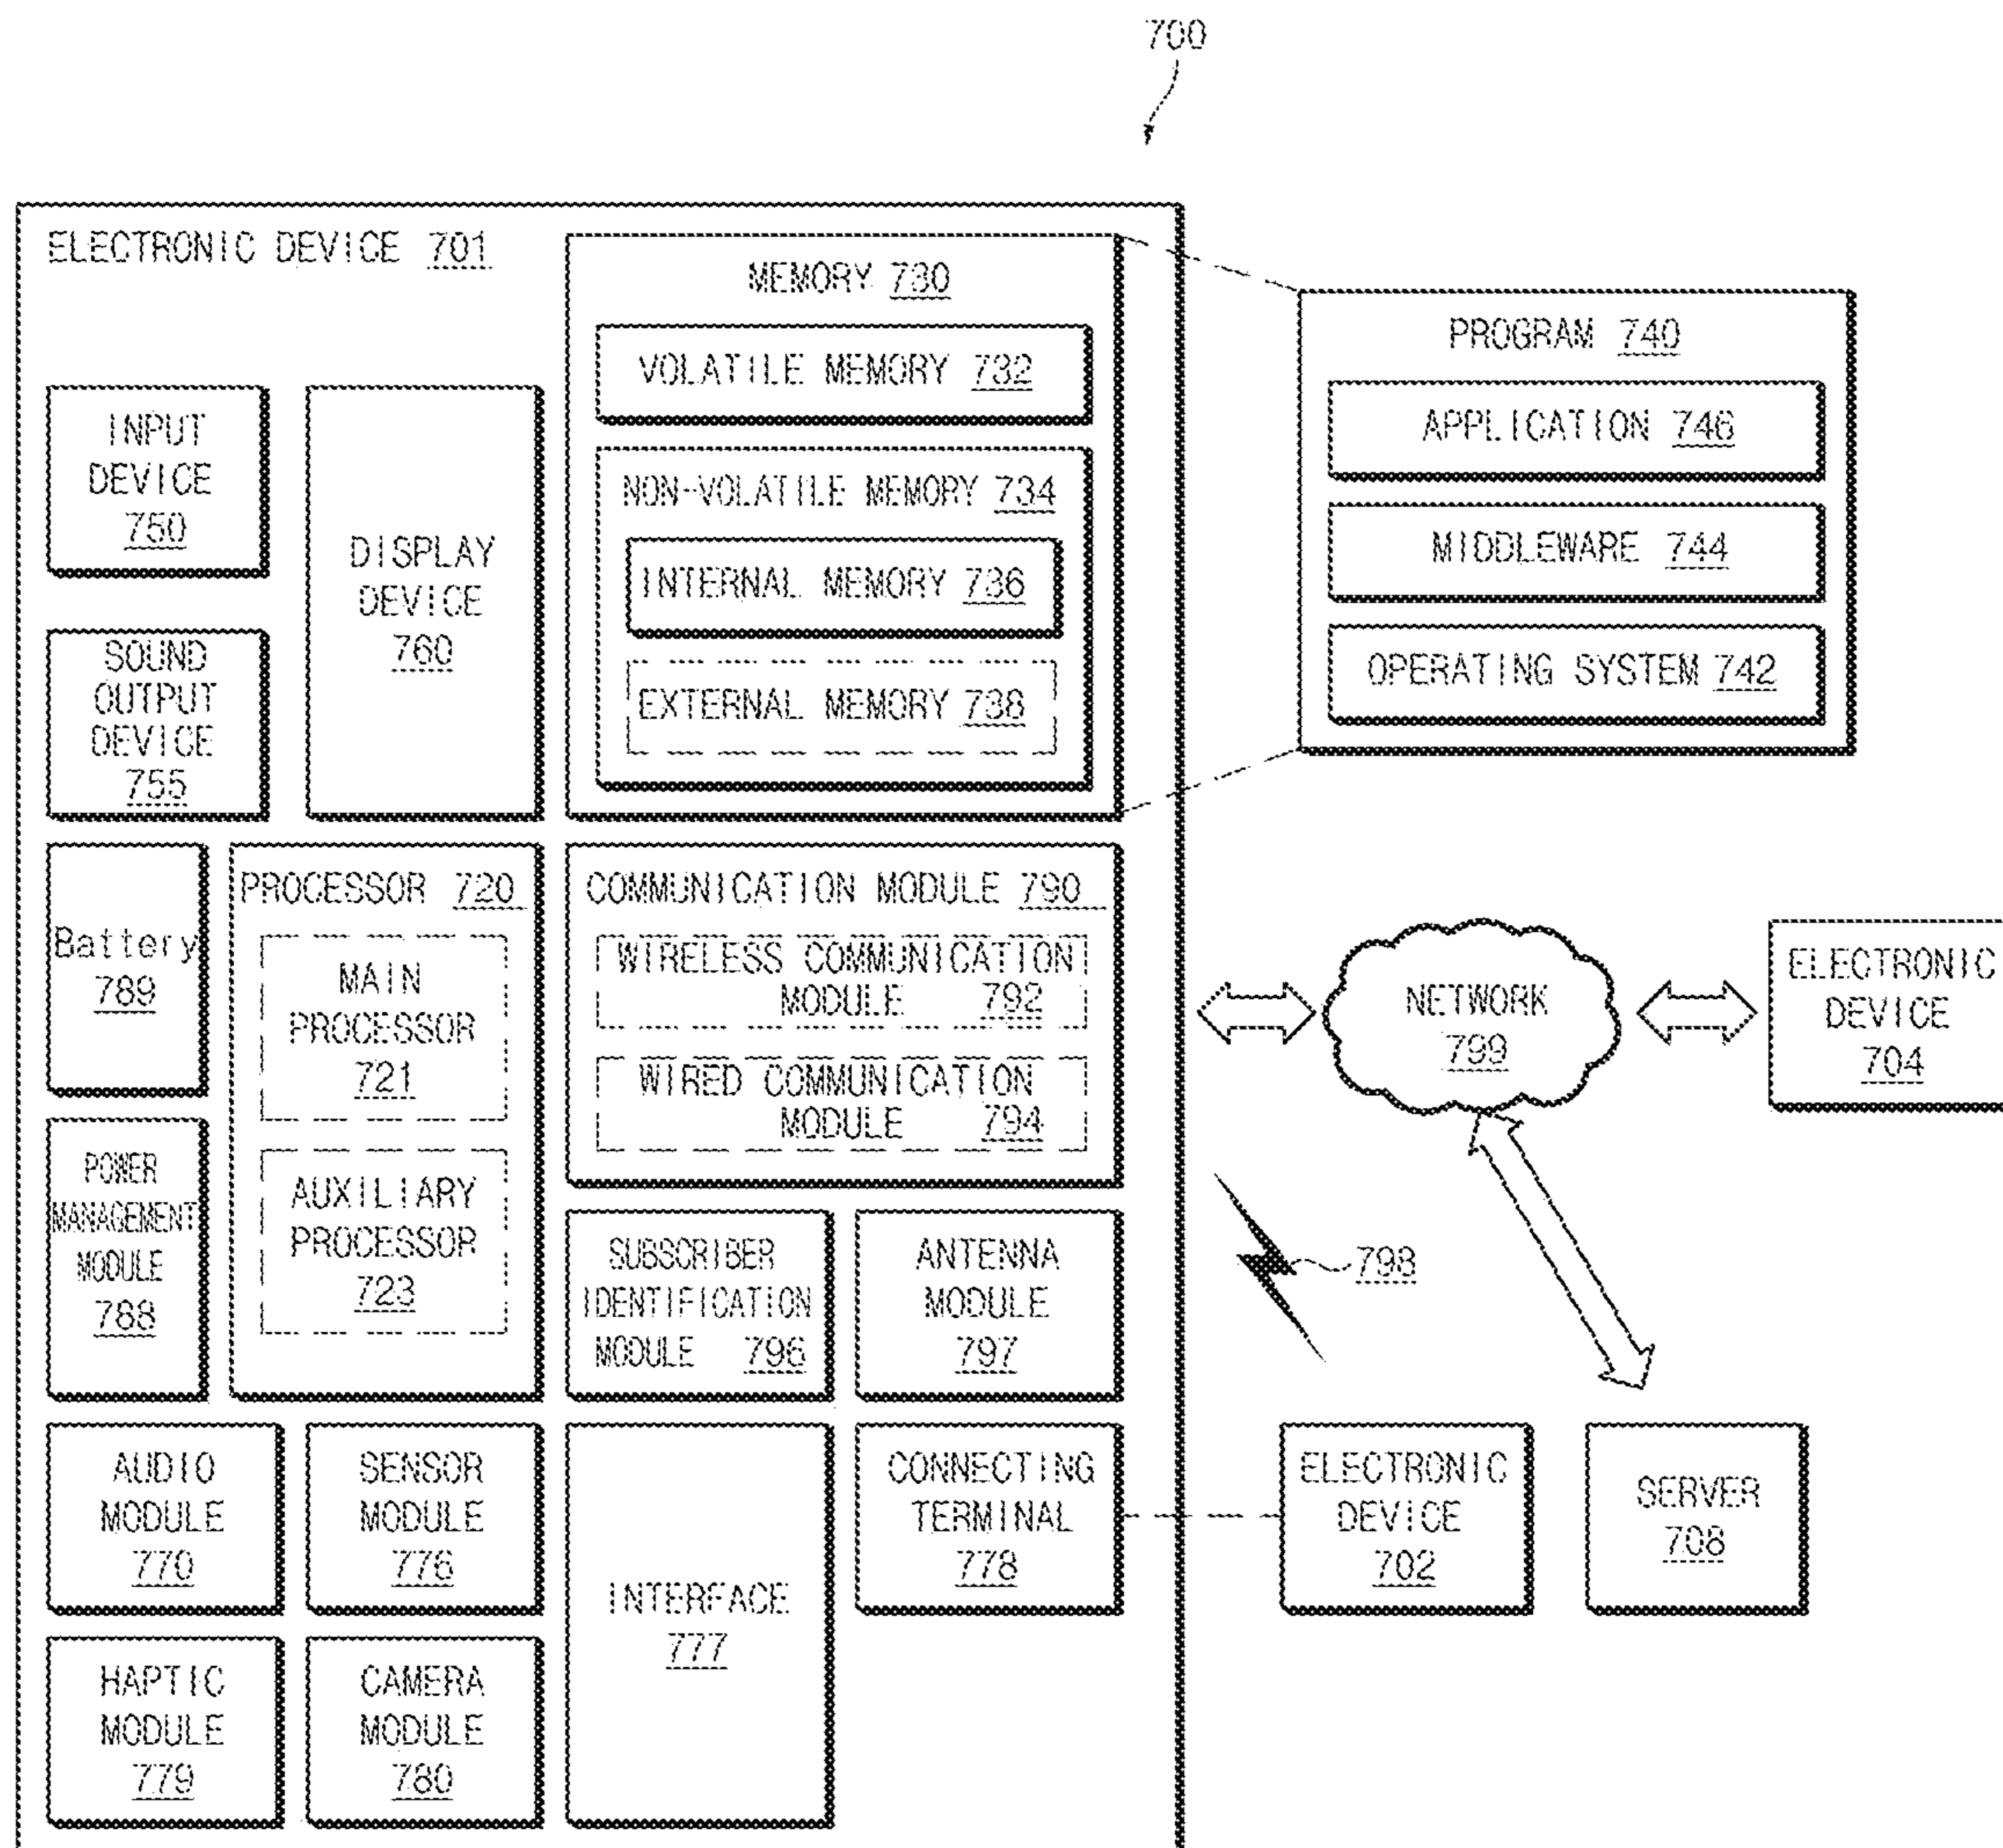 700
ELECTRONIC DEVICE 701
MEMORY 730
VOLATILE MEMORY 732
NON-VOLATILE MEMORY 734
INTERNAL MEMORY 736
EXTERNAL MEMORY 738
PROGRAM 740
APPLICATION 746
MIDDLEWARE 744
OPERATING SYSTEM 742
INPUT
DEVICE
750
SOUND
OUTPUT
DEVICE
755
DISPLAY
DEVICE
760
Battery
789
POWER
MANAGEMENT
MODULE
788
PROCESSOR 720
MAIN
PROCESSOR
721
AUXILIARY
PROCESSOR
723
COMMUNICATION MODULE 790
WIRELESS COMMUNICATION
MODULE 792
WIRED COMMUNICATION
MODULE 794
SUBSCRIBER
IDENTIFICATION
MODULE 796
ANTENNA
MODULE
797
NETWORK
799
ELECTRONIC
DEVICE
704
798
AUDIO
MODULE
770
SENSOR
MODULE
776
INTERFACE
777
CONNECTING
TERMINAL
778
ELECTRONIC
DEVICE
702
SERVER
708
HAPTIC
MODULE
779
CAMERA
MODULE
780